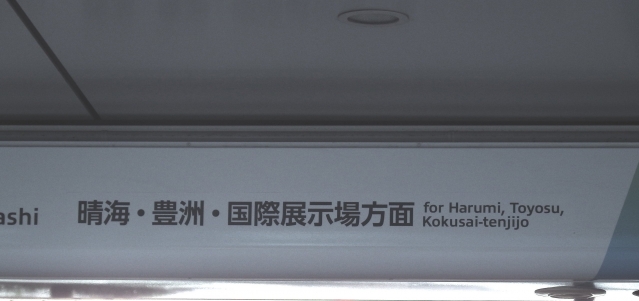 ashi
晴海・豊洲・国際展示場方面
for Harumi, Toyosu,
Kokusai-tenjijo